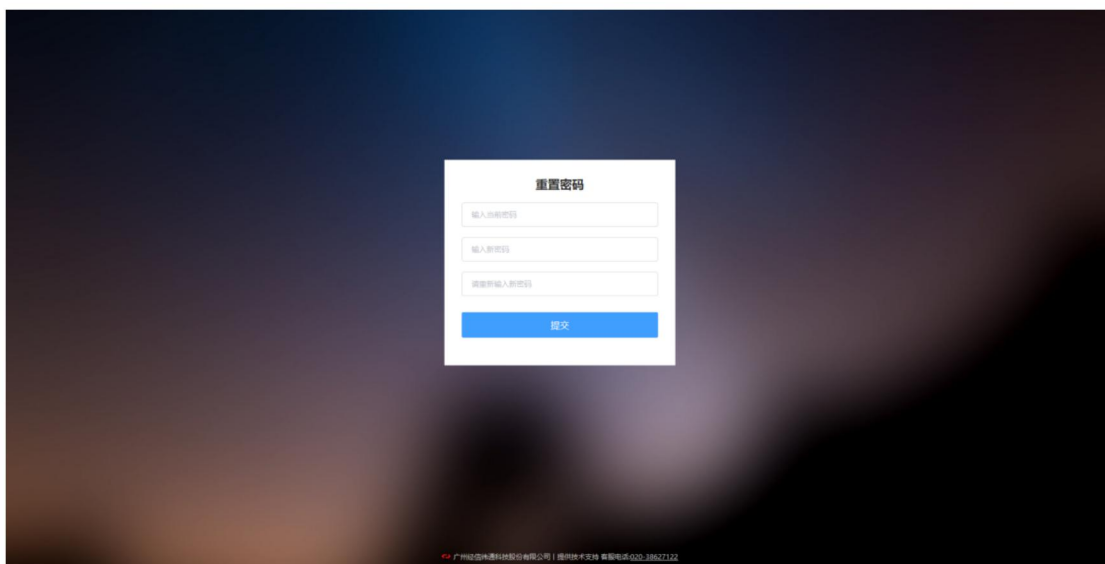 重置密码
输入当前密码
输入新密码
请重新输入新密码
提交
广州经信纬通科技股份有限公司 | 提供技术支持 客服电话:020-38627122